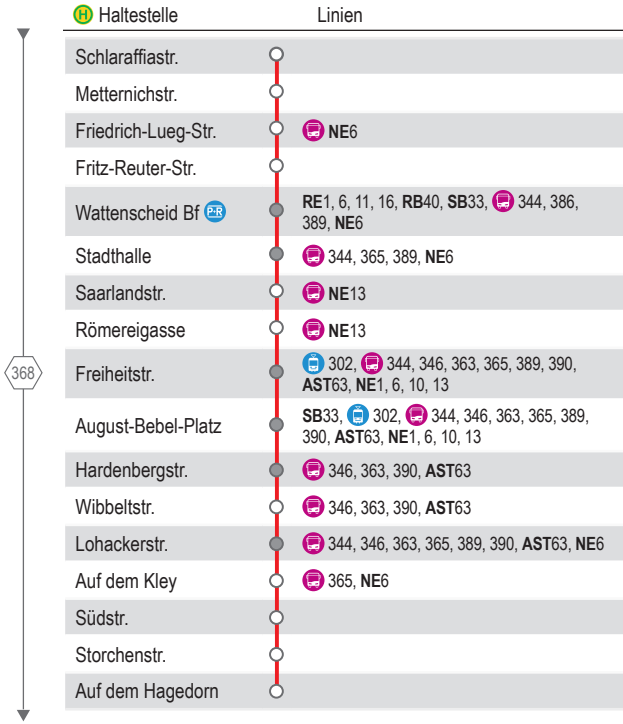 H Haltestelle Linien
Schlaraffiastr.
Metternichstr.
Friedrich-Lueg-Str. NE6
Fritz-Reuter-Str.
Wattenscheid Bf P+R RE1, 6, 11, 16, RB40, SB33, 344, 386,
389, NE6
Stadthalle 344, 365, 389, NE6
Saarlandstr. NE13
Römereigasse NE13
368
Freiheitstr. 302, 344, 346, 363, 365, 389, 390,
AST63, NE1, 6, 10, 13
August-Bebel-Platz SB33, 302, 344, 346, 363, 365, 389,
390, AST63, NE1, 6, 10, 13
Hardenbergstr. 346, 363, 390, AST63
Wibbeltstr. 346, 363, 390, AST63
Lohackerstr. 344, 346, 363, 365, 389, 390, AST63, NE6
Auf dem Kley 365, NE6
Südstr.
Storchenstr.
Auf dem Hagedorn